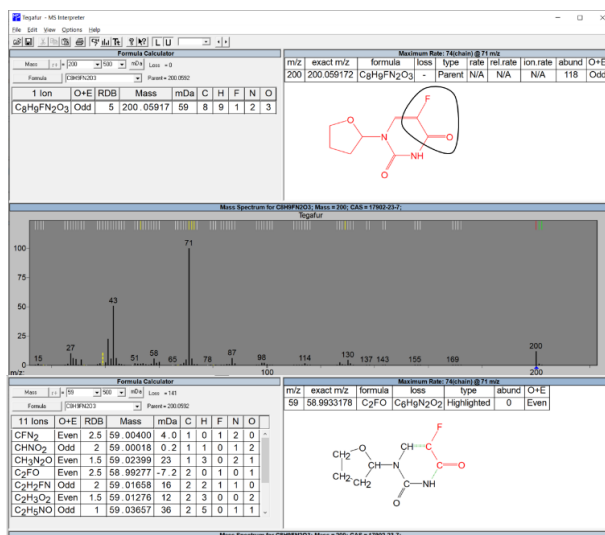 Tegafur - MS Interpreter
File Edit View Options Help
L U
Formula Calculator
Mass 200 500 mDa Loss = 0
Formula C8H9FN2O3 Parent = 200.0592
1 Ion O+E RDB Mass mDa C H F N O
C8H9FN2O3 Odd 5 200.05917 59 8 9 1 2 3
Maximum Rate: 74(chain) @ 71 m/z
m/z exact m/z formula loss type rate rel.rate ion.rate abund O+E
200 200.059172 C8H9FN2O3 - Parent N/A N/A N/A 118 Odd
F
O
N
O
NH
O
Mass Spectrum for C8H9FN2O3; Mass = 200; CAS = 17902-23-7;
Tegafur
100
75
50
25
0
71
43
27
15
51
58
65
78
87
98
114
130
137 143
155
169
200
m/z:
100
200
Formula Calculator
Mass 59 500 mDa Loss = 141
Formula C8H9FN2O3 Parent = 200.0592
11 Ions O+E RDB Mass mDa C H F N O
CFN2 Even 2.5 59.00400 4.0 1 0 1 2 0
CHNO2 Odd 2 59.00018 0.2 1 1 0 1 2
CH3N2O Even 1.5 59.02399 23 1 3 0 2 1
C2FO Even 2.5 58.99277 -7.2 2 0 1 0 1
C2H2FN Odd 2 59.01658 16 2 2 1 1 0
C2H3O2 Even 1.5 59.01276 12 2 3 0 0 2
C2H5NO Odd 1 59.03657 36 2 5 0 1 1
Maximum Rate: 74(chain) @ 71 m/z
m/z exact m/z formula loss type abund O+E
59 58.9933178 C2FO C6H9N2O2 Highlighted 0 Even
F
CH
O
CH2
CH2
CH2
N
O
NH
O